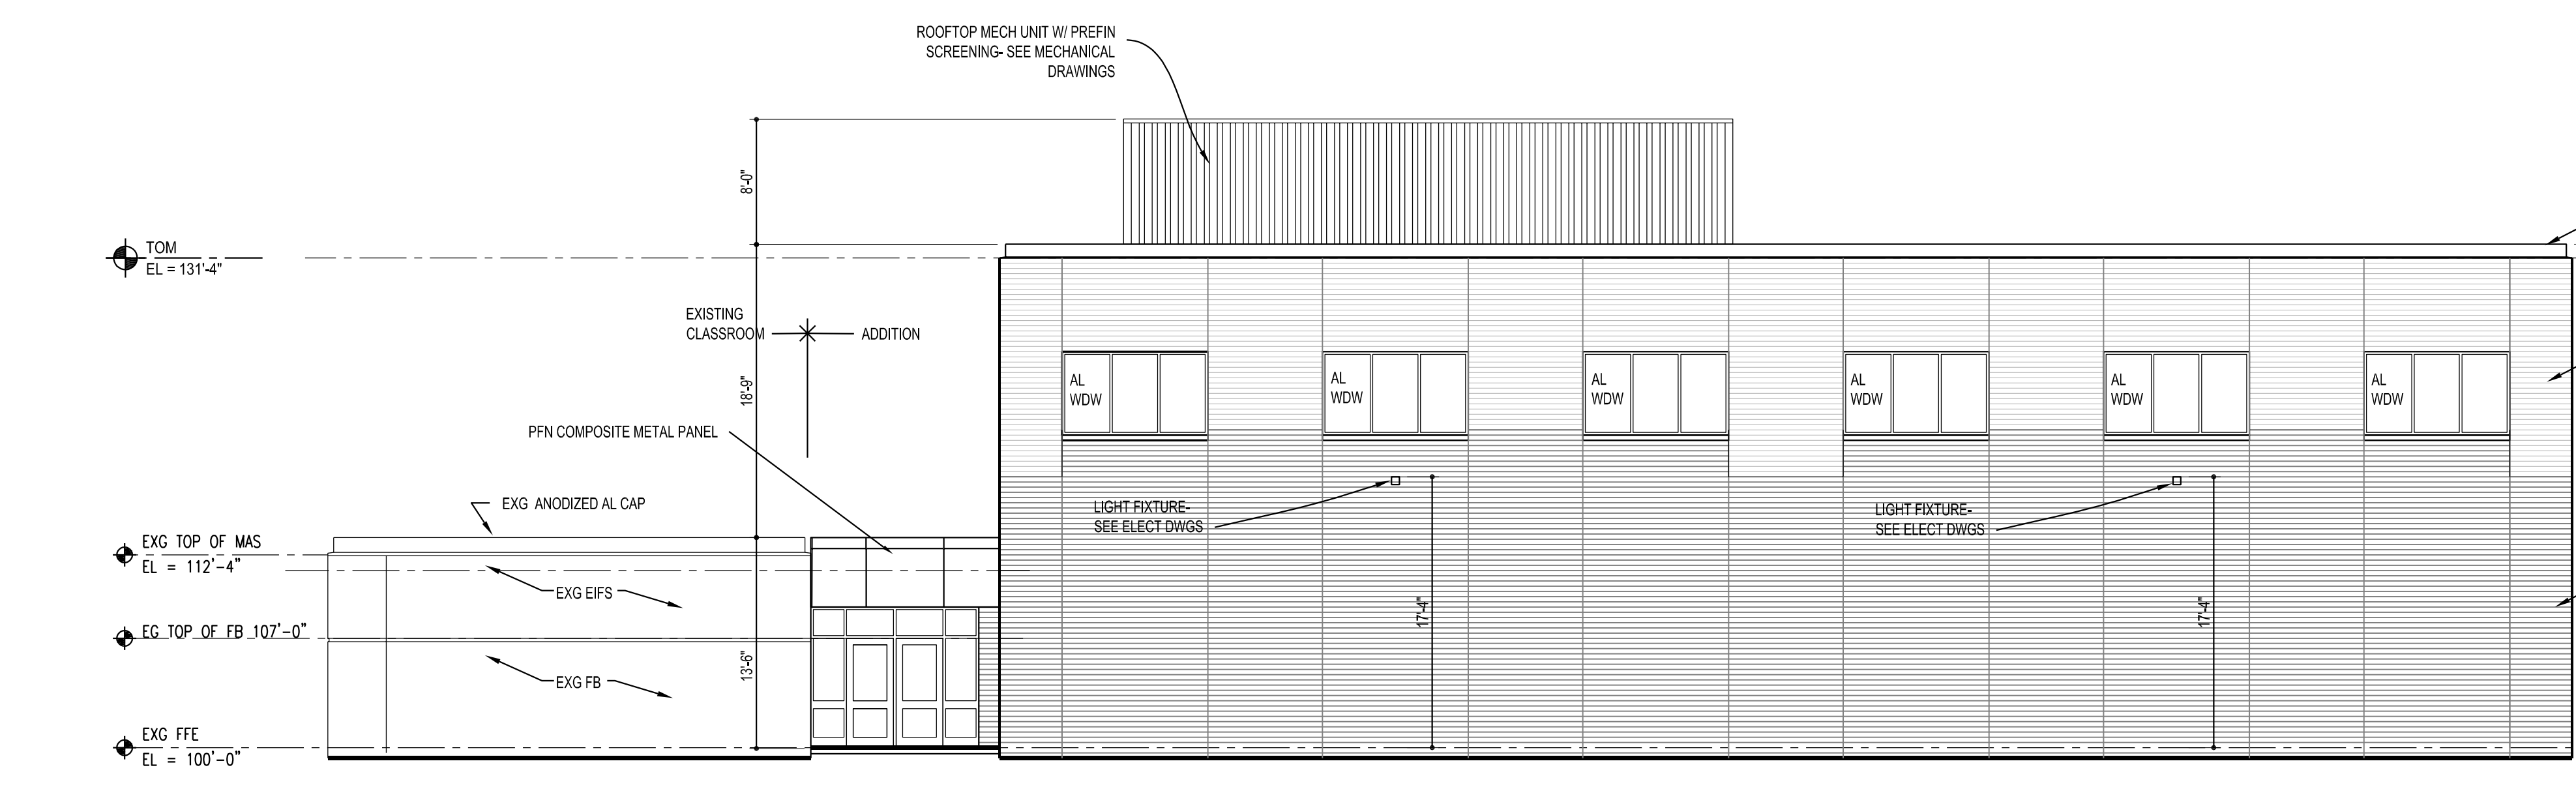 ROOFTOP MECH UNIT W/ PREFIN
SCREENING- SEE MECHANICAL
DRAWINGS
8'-0"
TOM
EL = 131'-4"
EXISTING
CLASSROOM
ADDITION
18'-9"
AL
WDW
AL
WDW
AL
WDW
AL
WDW
AL
WDW
AL
WDW
PFN COMPOSITE METAL PANEL
EXG  ANODIZED AL CAP
LIGHT FIXTURE-
SEE ELECT DWGS
LIGHT FIXTURE-
SEE ELECT DWGS
EXG TOP OF MAS
EL = 112'-4"
EXG EIFS
17'-4"
17'-4"
EG TOP OF FB 107'-0"
13'-6"
EXG FB
EXG FFE
EL = 100'-0"